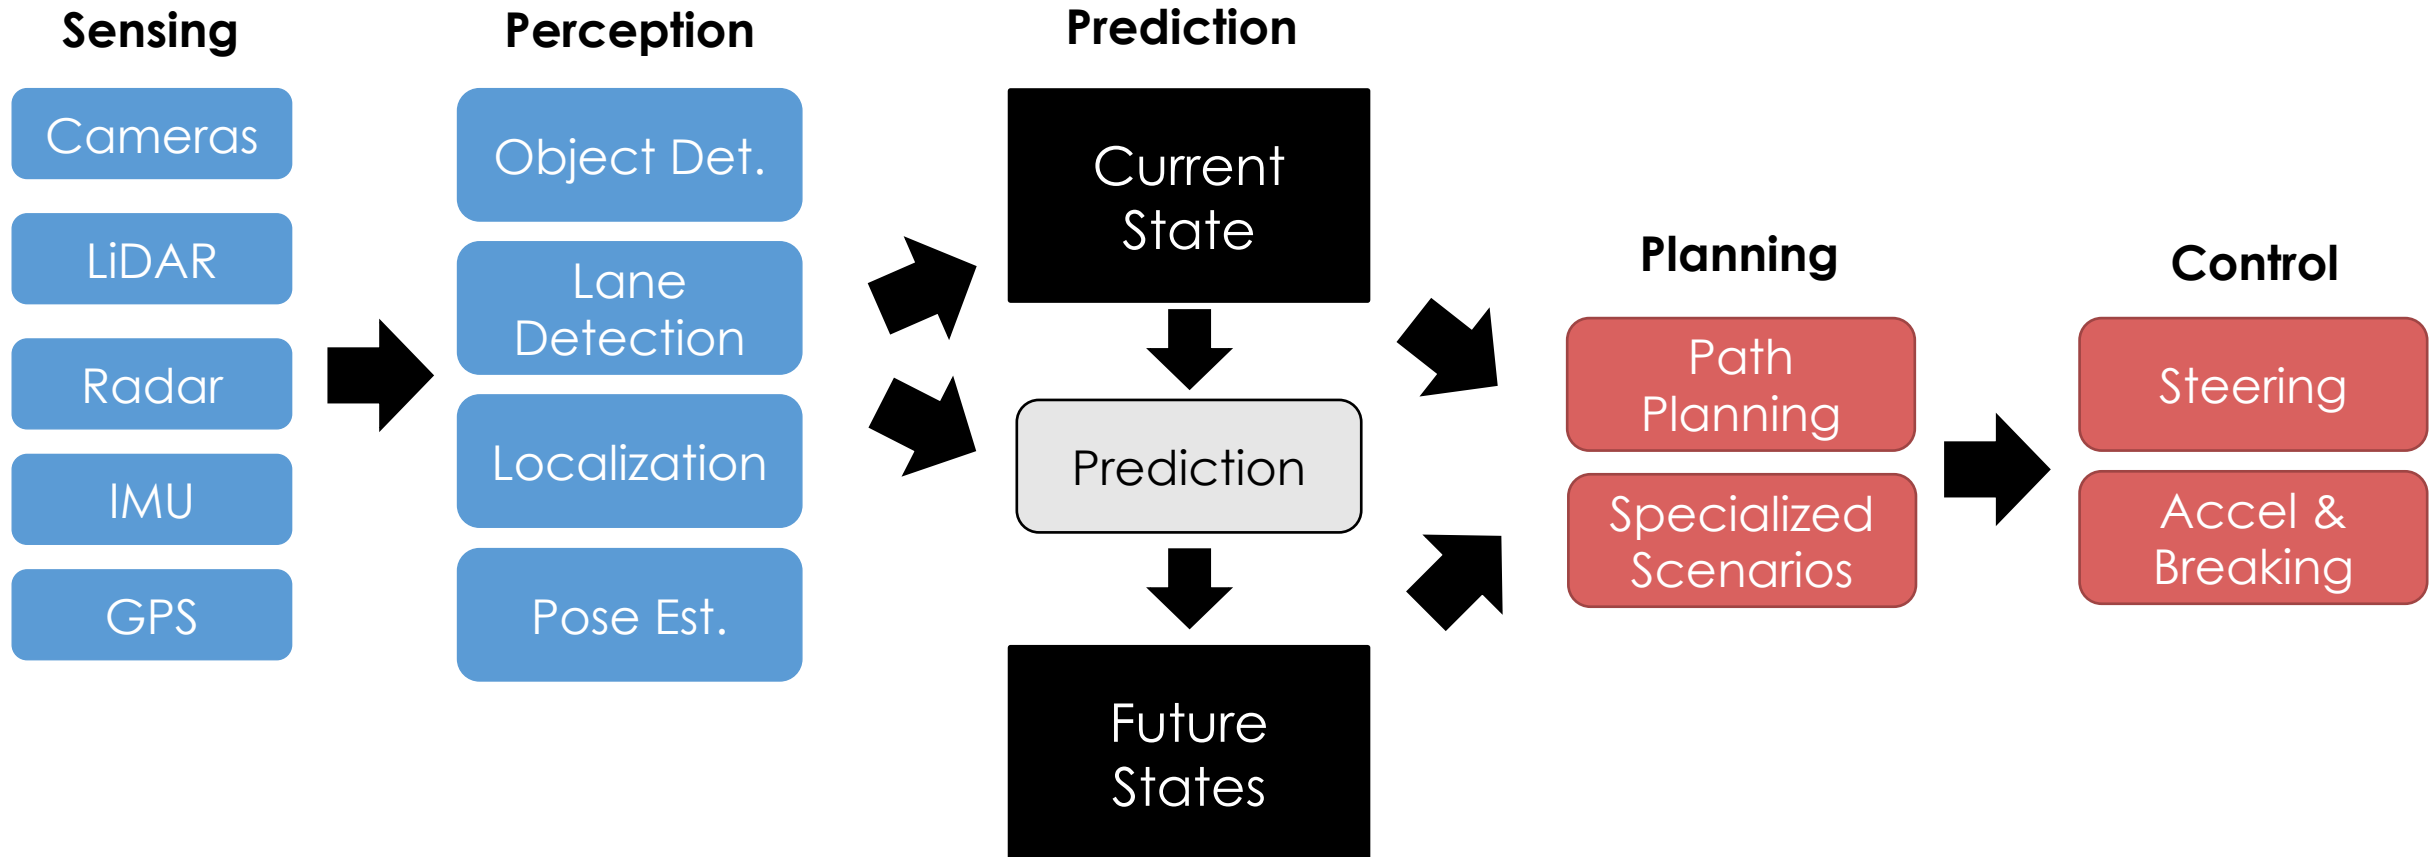 Sensing
Cameras
LiDAR
Radar
IMU
GPS
Perception
Object Det.
Lane
Detection
Localization
Pose Est.
Prediction
Current
State
Prediction
Future
States
Planning
Path
Planning
Specialized
Scenarios
Control
Steering
Accel &
Breaking